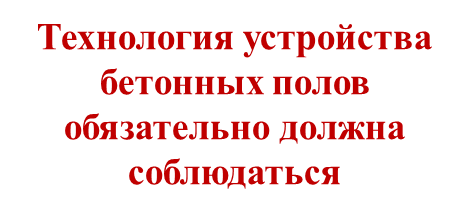 Технология устройства
бетонных полов
обязательно должна
соблюдаться